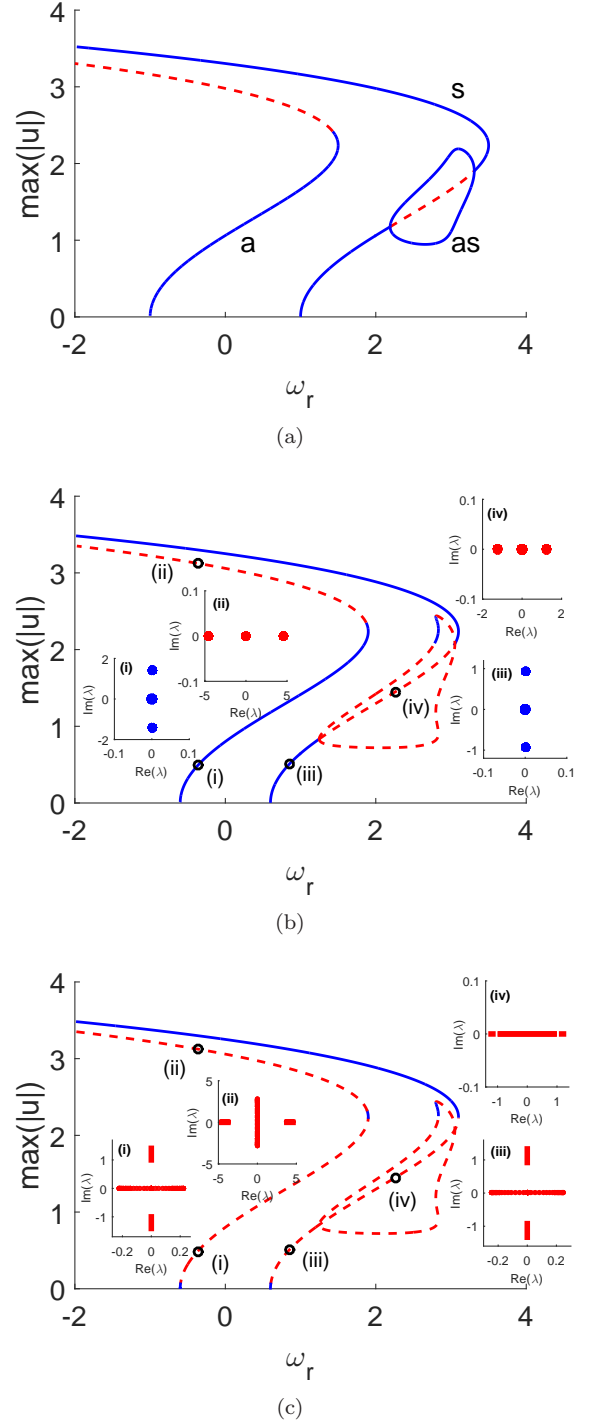 4
3
2
1
0
max(|u|)
s
a
as
-2 0 2 4
ω_r
(a)
4
3
2
1
0
max(|u|)
(ii)
0.1
0
-0.1
Im(λ)
(ii)
-5 0 5
Re(λ)
2
0
-2
Im(λ)
(i)
-0.1 0.1
Re(λ)
(i)
(iii)
(iv)
0.1
0
-0.1
Im(λ)
(iv)
-2 0 2
Re(λ)
1
0
-1
Im(λ)
(iii)
-0.1 0.1
Re(λ)
-2 0 2 4
ω_r
(b)
4
3
2
1
0
max(|u|)
(ii)
5
0
-5
Im(λ)
(ii)
-5 0 5
Re(λ)
1
0
-1
Im(λ)
(i)
-0.2 0 0.2
Re(λ)
(i)
(iii)
(iv)
0.1
0
-0.1
Im(λ)
(iv)
-1 0 1
Re(λ)
1
0
-1
Im(λ)
(iii)
-0.2 0 0.2
Re(λ)
-2 0 2 4
ω_r
(c)